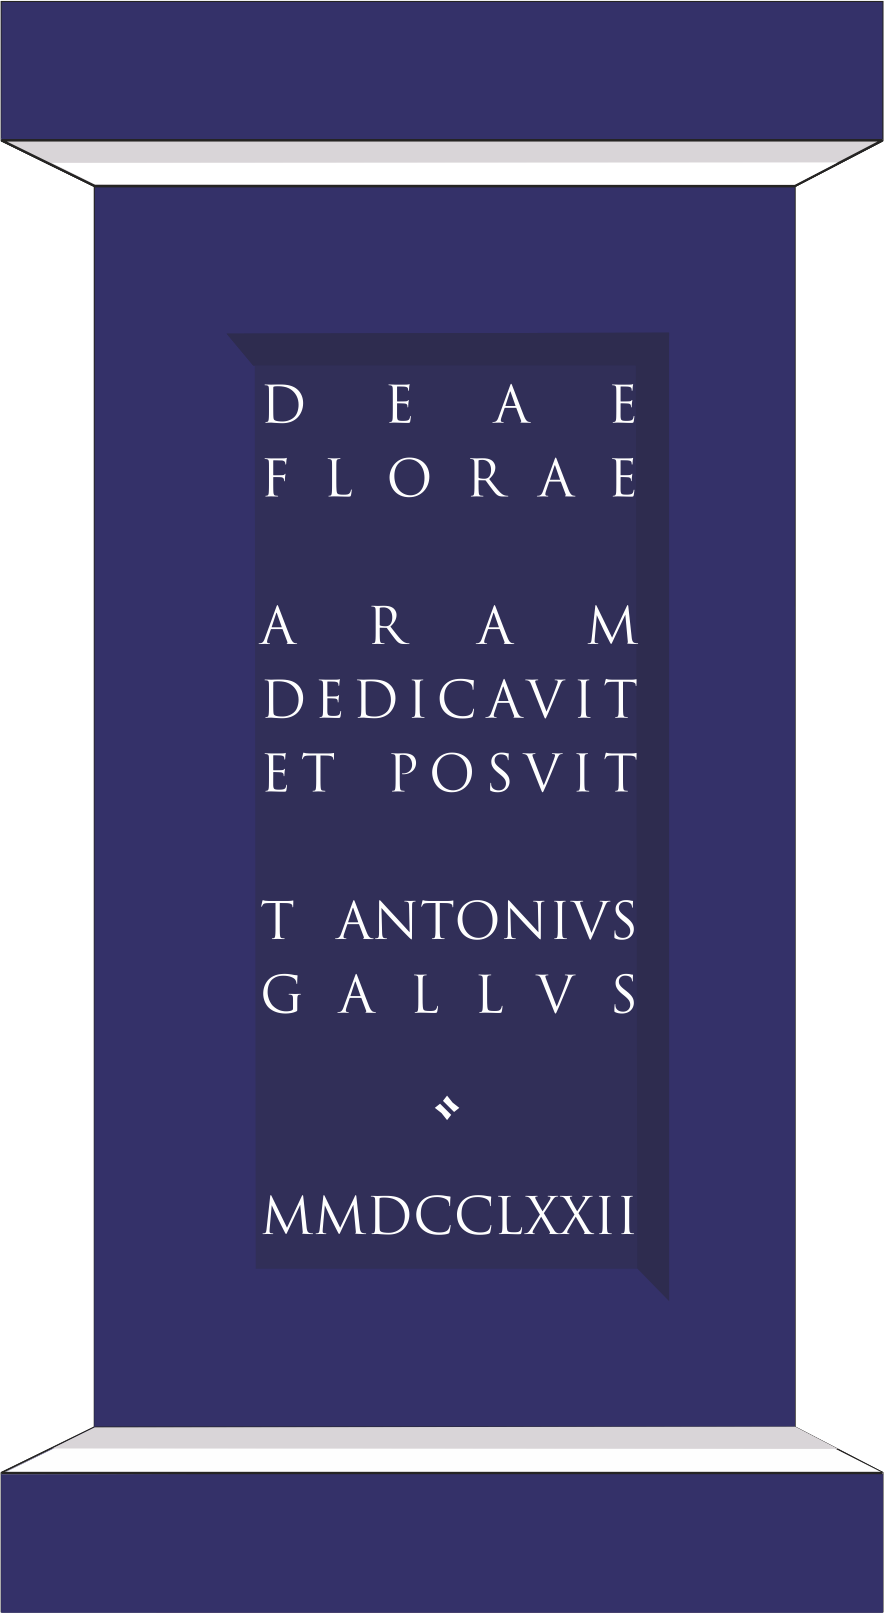 DEAE
FLORAE
ARAM
DEDICAVIT
ET POSVIT
T ANTONIVS
GALLVS
MMDCCLXXII